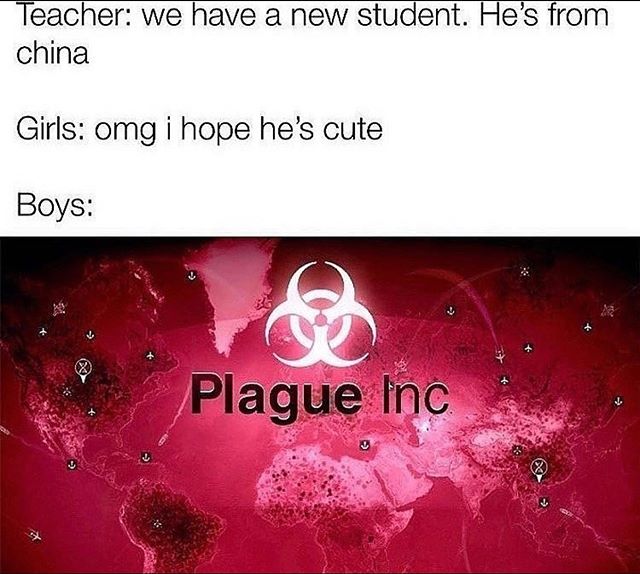 Teacher: we have a new student. He's from
china
Girls: omg i hope he's cute
Boys:
Plague Inc.